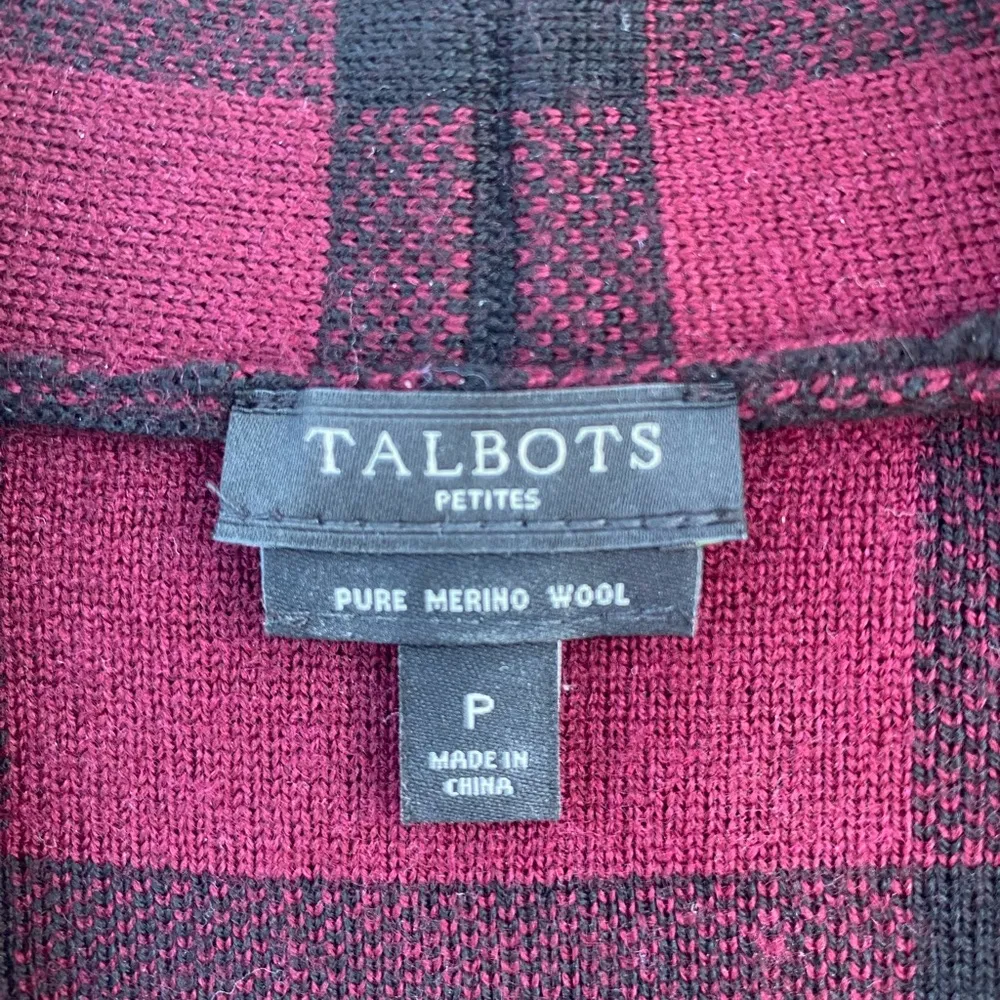 TALBOTS
PETITES
PURE MERINO WOOL
P
MADE IN
CHINA